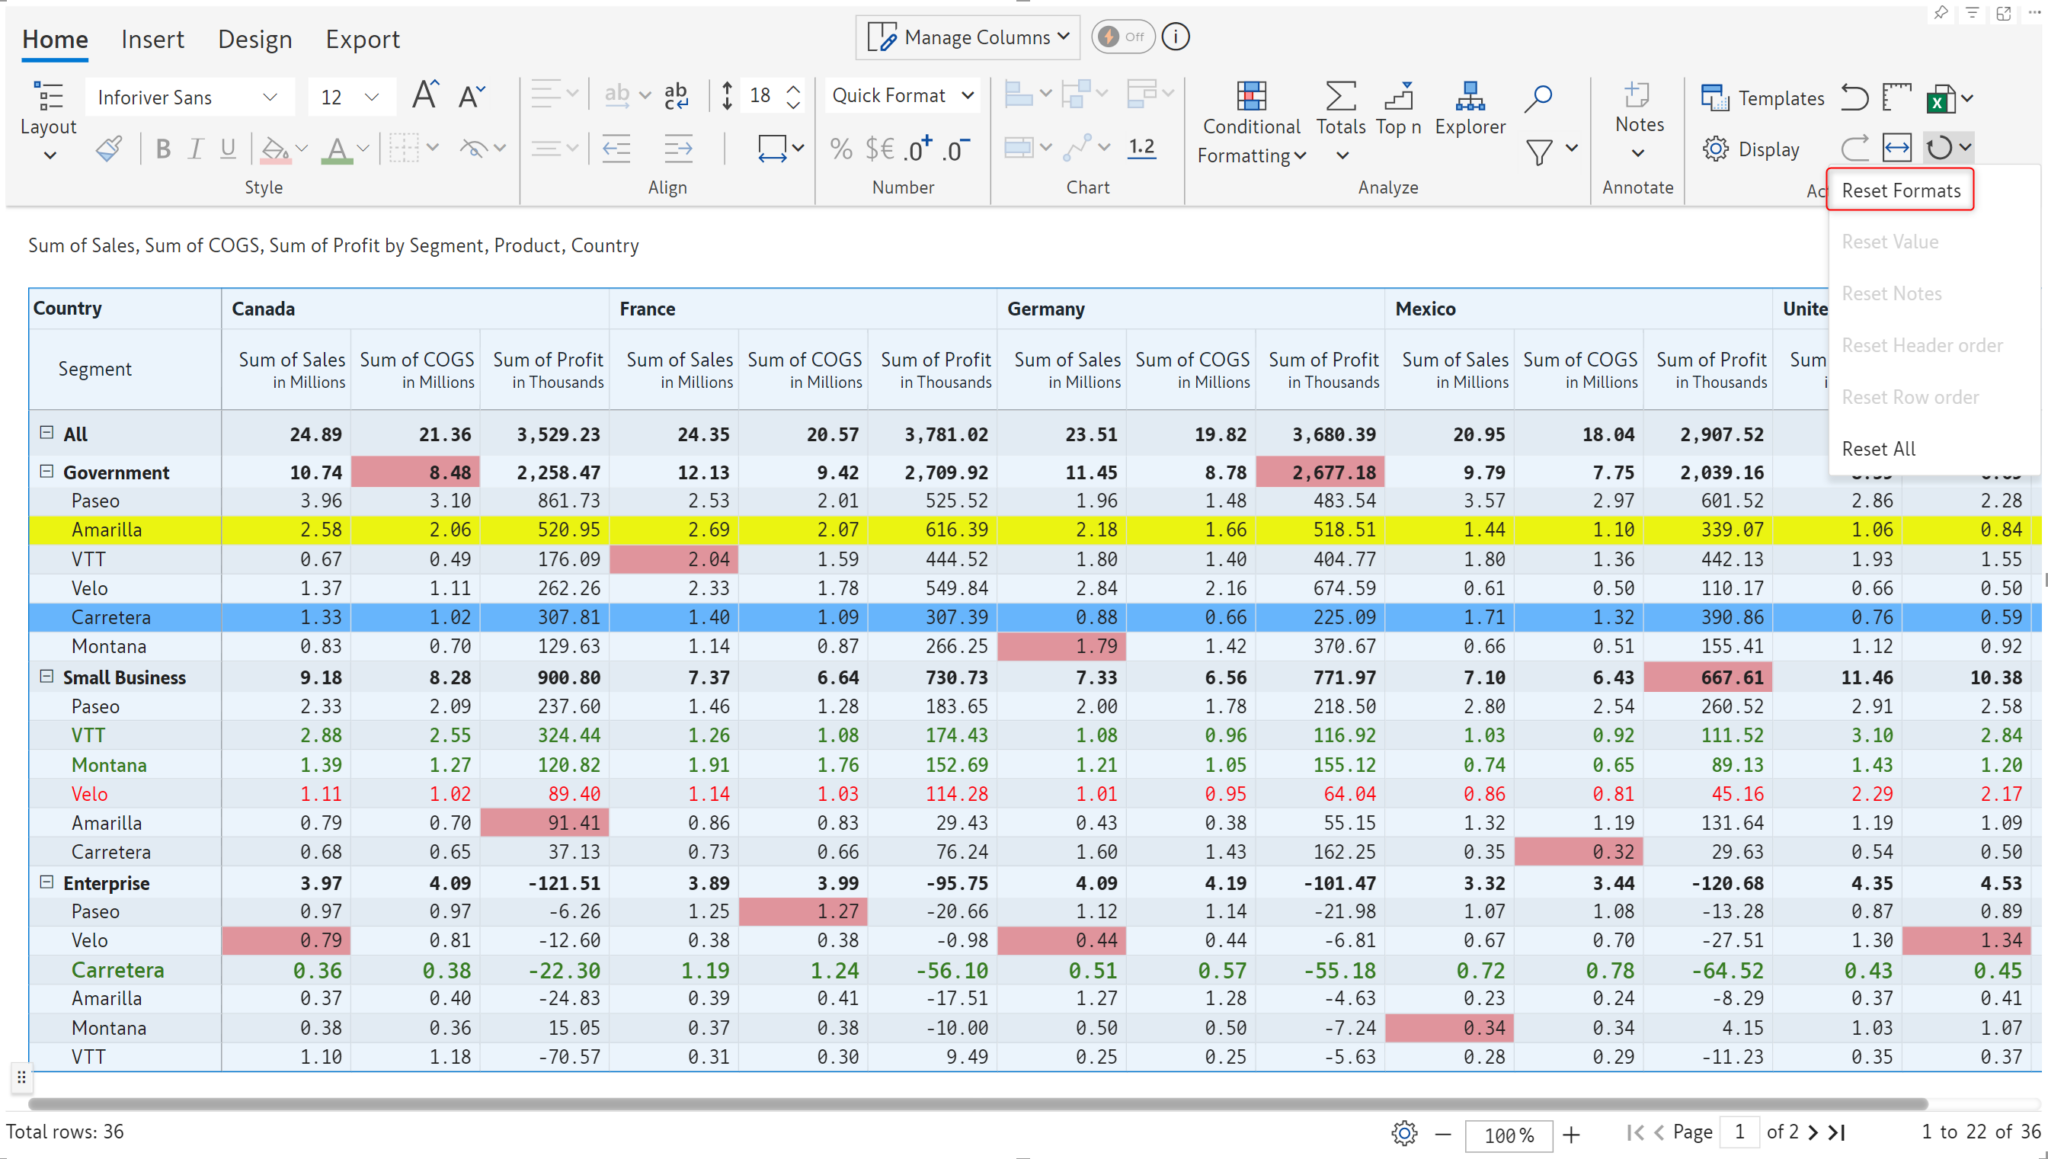 Home Insert Design Export Manage Columns Off i
Inforiver Sans 12 A A ab ab c 18 Quick Format Templates
Layout Conditional Formatting Totals Top n Explorer Notes
B I U A % $€ .0+ .0- 1.2 Display
Style Align Number Chart Analyze Annotate Ac
Reset Formats
Reset Value
Reset Notes
Reset Header order
Reset Row order
Reset All
Sum of Sales, Sum of COGS, Sum of Profit by Segment, Product, Country
Country Canada France Germany Mexico Unite
Segment Sum of Sales Sum of COGS Sum of Profit Sum of Sales Sum of COGS Sum of Profit Sum of Sales Sum of COGS Sum of Profit Sum of Sales Sum of COGS Sum of Profit Sum
in Millions in Millions in Thousands in Millions in Millions in Thousands in Millions in Millions in Thousands in Millions in Millions in Thousands i
All 24.89 21.36 3,529.23 24.35 20.57 3,781.02 23.51 19.82 3,680.39 20.95 18.04 2,907.52
Government 10.74 8.48 2,258.47 12.13 9.42 2,709.92 11.45 8.78 2,677.18 9.79 7.75 2,039.16
Paseo 3.96 3.10 861.73 2.53 2.01 525.52 1.96 1.48 483.54 3.57 2.97 601.52 2.86 2.28
Amarilla 2.58 2.06 520.95 2.69 2.07 616.39 2.18 1.66 518.51 1.44 1.10 339.07 1.06 0.84
VTT 0.67 0.49 176.09 2.04 1.59 444.52 1.80 1.40 404.77 1.80 1.36 442.13 1.93 1.55
Velo 1.37 1.11 262.26 2.33 1.78 549.84 2.84 2.16 674.59 0.61 0.50 110.17 0.66 0.50
Carretera 1.33 1.02 307.81 1.40 1.09 307.39 0.88 0.66 225.09 1.71 1.32 390.86 0.76 0.59
Montana 0.83 0.70 129.63 1.14 0.87 266.25 1.79 1.42 370.67 0.66 0.51 155.41 1.12 0.92
Small Business 9.18 8.28 900.80 7.37 6.64 730.73 7.33 6.56 771.97 7.10 6.43 667.61 11.46 10.38
Paseo 2.33 2.09 237.60 1.46 1.28 183.65 2.00 1.78 218.50 2.80 2.54 260.52 2.91 2.58
VTT 2.88 2.55 324.44 1.26 1.08 174.43 1.08 0.96 116.92 1.03 0.92 111.52 3.10 2.84
Montana 1.39 1.27 120.82 1.91 1.76 152.69 1.21 1.05 155.12 0.74 0.65 89.13 1.43 1.20
Velo 1.11 1.02 89.40 1.14 1.03 114.28 1.01 0.95 64.04 0.86 0.81 45.16 2.29 2.17
Amarilla 0.79 0.70 91.41 0.86 0.83 29.43 0.43 0.38 55.15 1.32 1.19 131.64 1.19 1.09
Carretera 0.68 0.65 37.13 0.73 0.66 76.24 1.60 1.43 162.25 0.35 0.32 29.63 0.54 0.50
Enterprise 3.97 4.09 -121.51 3.89 3.99 -95.75 4.09 4.19 -101.47 3.32 3.44 -120.68 4.35 4.53
Paseo 0.97 0.97 -6.26 1.25 1.27 -20.66 1.12 1.14 -21.98 1.07 1.08 -13.28 0.87 0.89
Velo 0.79 0.81 -12.60 0.38 0.38 -0.98 0.44 0.44 -6.81 0.67 0.70 -27.51 1.30 1.34
Carretera 0.36 0.38 -22.30 1.19 1.24 -56.10 0.51 0.57 -55.18 0.72 0.78 -64.52 0.43 0.45
Amarilla 0.37 0.40 -24.83 0.39 0.41 -17.51 1.27 1.28 -4.63 0.23 0.24 -8.29 0.37 0.41
Montana 0.38 0.36 15.05 0.37 0.38 -10.00 0.50 0.50 -7.24 0.34 0.34 4.15 1.03 1.07
VTT 1.10 1.18 -70.57 0.31 0.30 9.49 0.25 0.25 -5.63 0.28 0.29 -11.23 0.35 0.37
Total rows: 36 100% Page 1 of 2 1 to 22 of 36